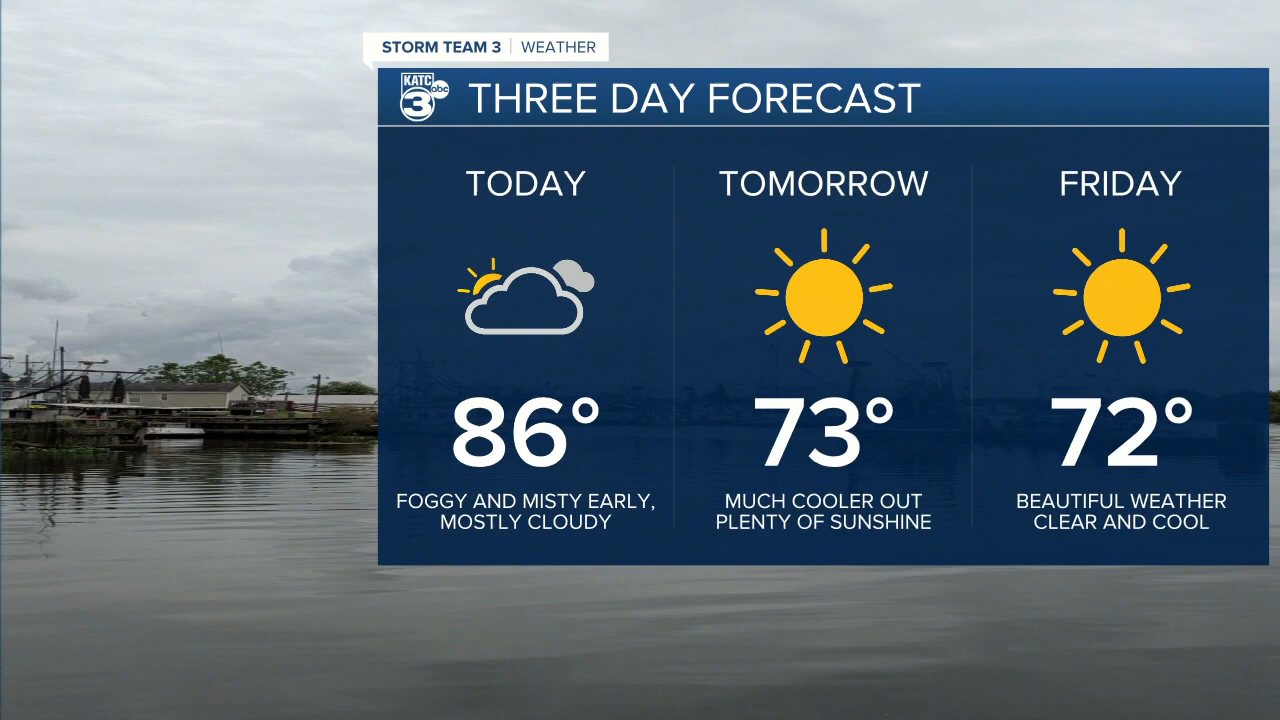 STORM TEAM 3 | WEATHER
KATC
abc
3
THREE DAY FORECAST
TODAY
86°
FOGGY AND MISTY EARLY,
MOSTLY CLOUDY
TOMORROW
73°
MUCH COOLER OUT
PLENTY OF SUNSHINE
FRIDAY
72°
BEAUTIFUL WEATHER
CLEAR AND COOL